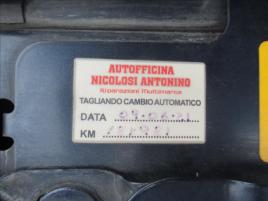 AUTOFFICINA
NICOLOSI ANTONINO
Riparazioni Multimarca
TAGLIANDO CAMBIO AUTOMATICO
DATA
KM